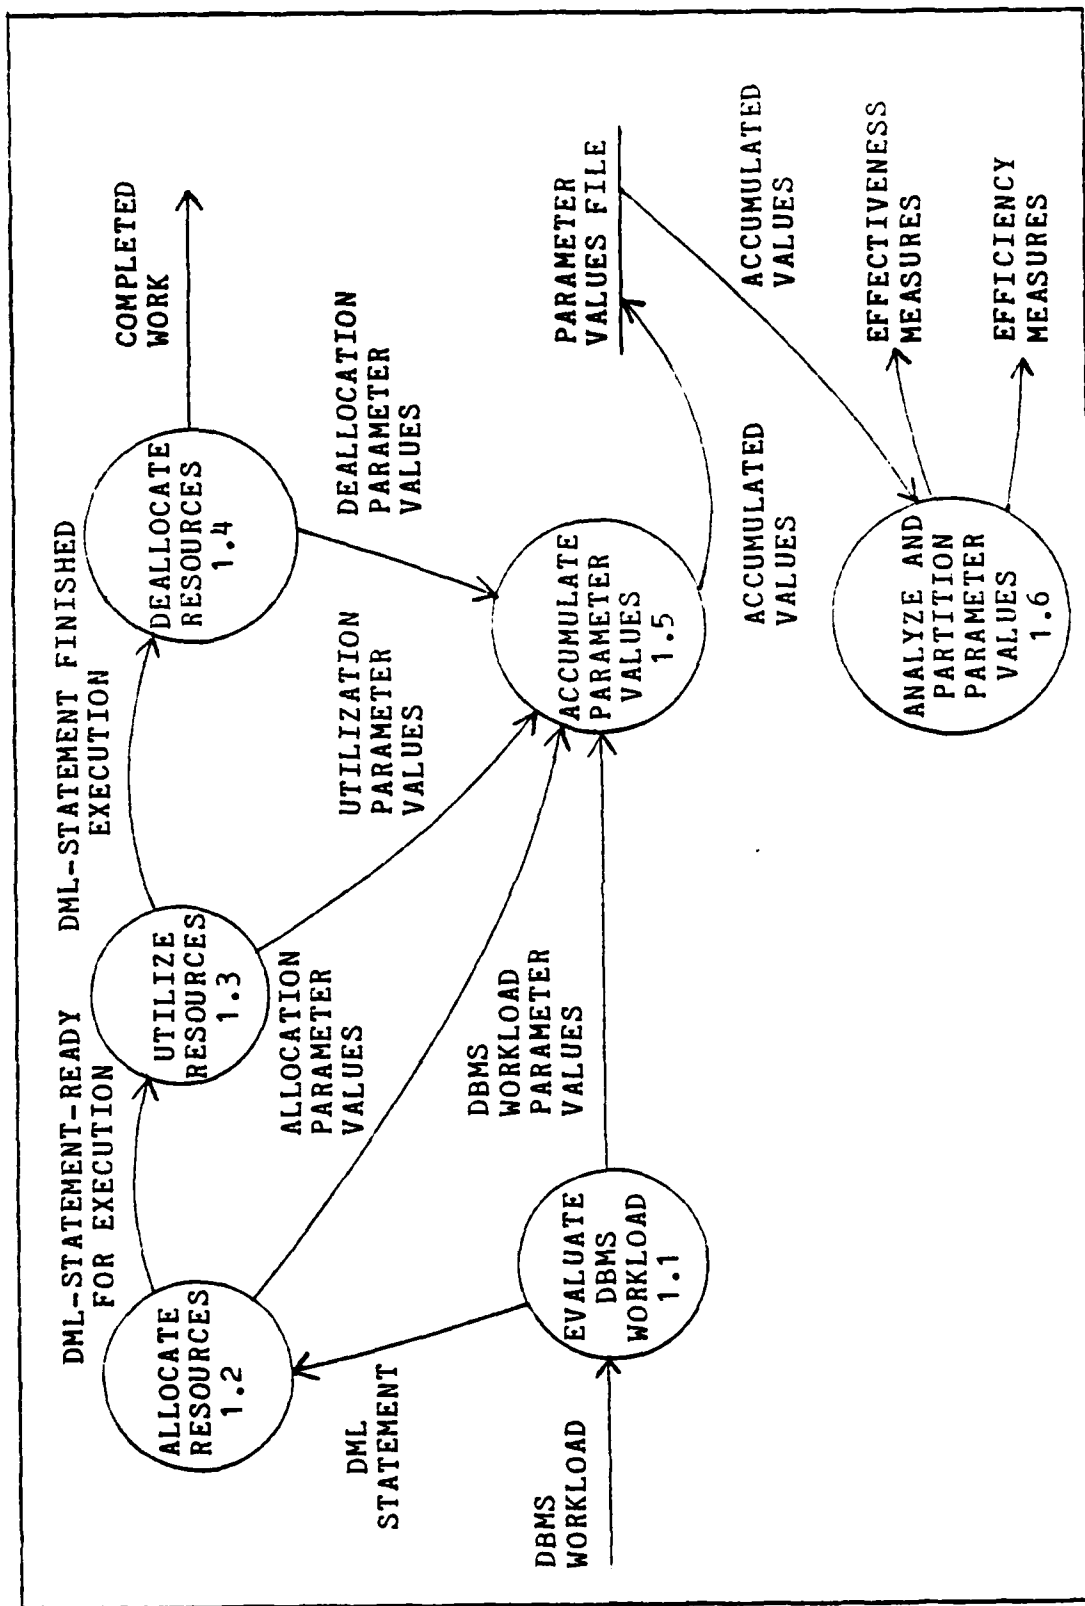 DML-STATEMENT-READY
FOR EXECUTION
DML-STATEMENT FINISHED
EXECUTION
COMPLETED
WORK
ALLOCATE
RESOURCES
1.2
UTILIZE
RESOURCES
1.3
DEALLOCATE
RESOURCES
1.4
DML
STATEMENT
ALLOCATION
PARAMETER
VALUES
UTILIZATION
PARAMETER
VALUES
DEALLOCATION
PARAMETER
VALUES
DBMS
WORKLOAD
EVALUATE
DBMS
WORKLOAD
1.1
DBMS
WORKLOAD
PARAMETER
VALUES
ACCUMULATE
PARAMETER
VALUES
1.5
PARAMETER
VALUES FILE
ACCUMULATED
VALUES
ACCUMULATED
VALUES
ANALYZE AND
PARTITION
PARAMETER
VALUES
1.6
EFFECTIVENESS
MEASURES
EFFICIENCY
MEASURES